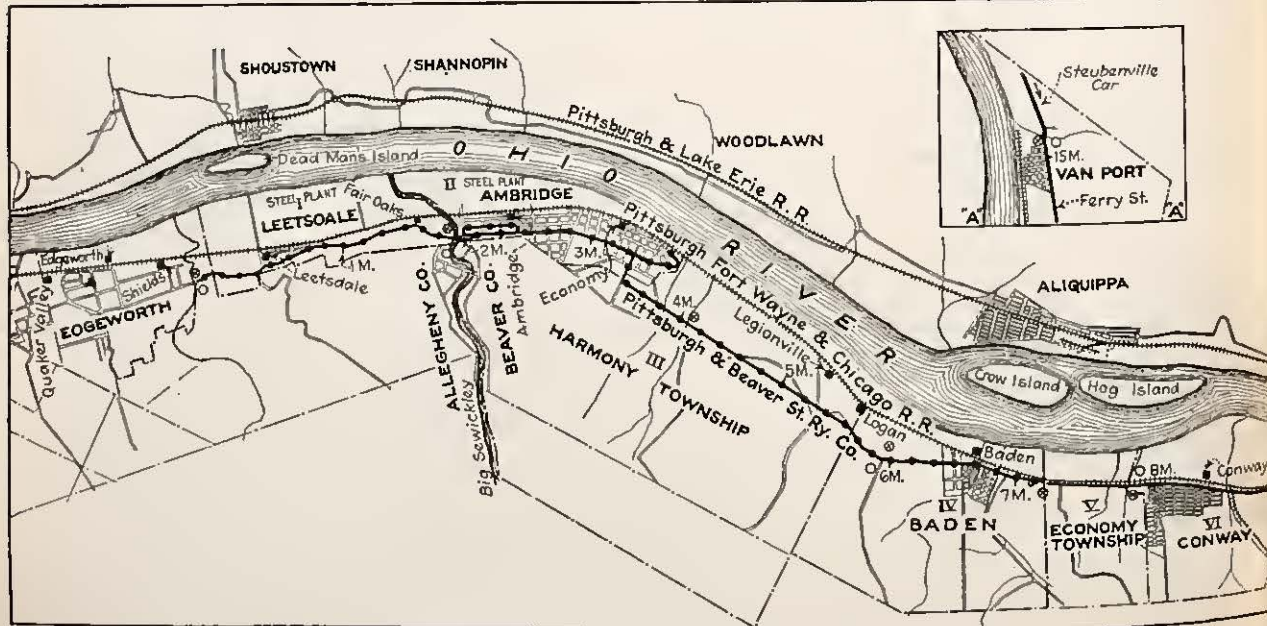 SHOUSTOWN
SHANNOPIN
Pittsburgh & Lake Erie R. R.
WOODLAWN
Steubenville
Car
15M.
VAN PORT
"A"
Ferry St.
"A"
Dead Man's Island
OHIO RIVER
STEEL PLANT
Fair Oaks
LEETSDALE
II
STEEL PLANT
AMBRIDGE
Pittsburgh Fort Wayne & Chicago R. R.
ALIQUIPPA
Crow Island
Hog Island
Edgeworth
Quaker Valley
EDGEWORTH
Shields
Leetsdale
1M.
ALLEGHENY CO.
BEAVER CO.
Big Sewickley
2M.
Ambridge
3M.
Economy
4M.
HARMONY TOWNSHIP
III
Pittsburgh & Beaver St. Ry. Co.
Legionville
5M.
Logan
6M.
Baden
IV
BADEN
7M.
V
ECONOMY
TOWNSHIP
8M.
Conway
VI
CONWAY